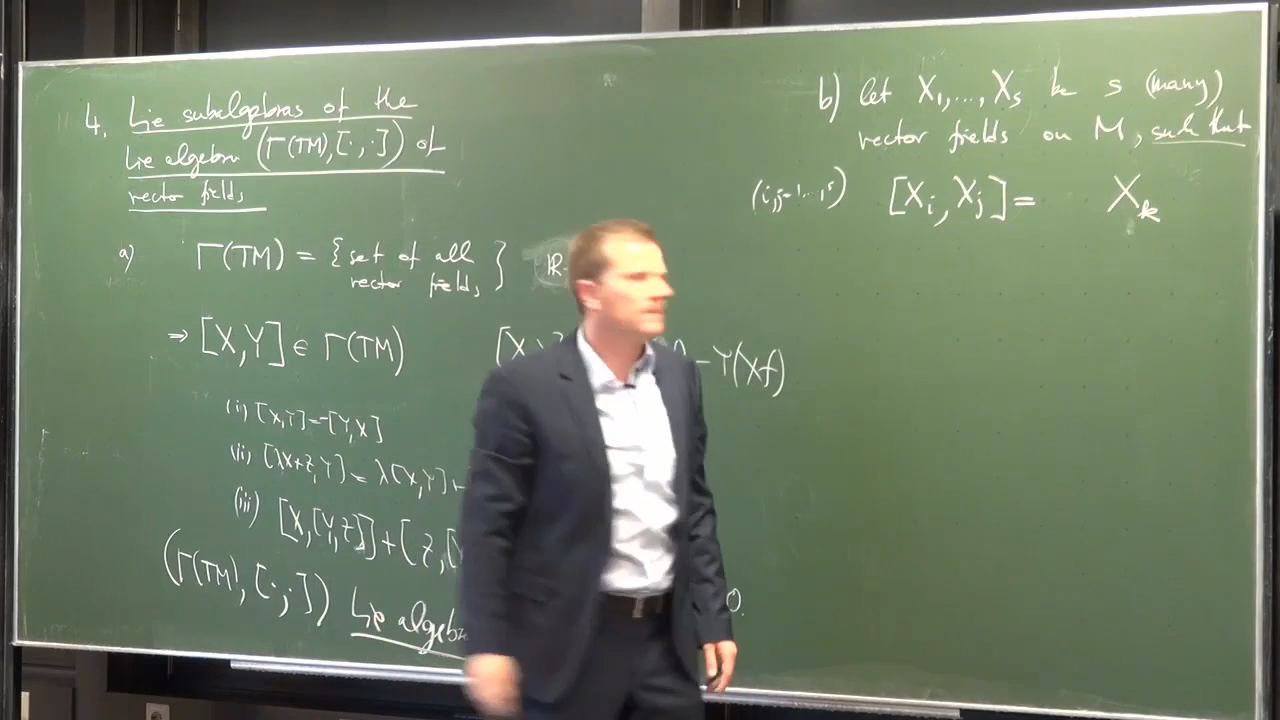 4. Lie subalgebras of the
Lie algebra (Γ(TM),[·,·]) of
vector fields
a) Γ(TM) = { set of all
vector fields }
⇒ [X,Y] ∈ Γ(TM) [X, – Y(Xf)
(i) [X,Y]=-[Y,X]
(ii) [λX+Z,Y] = λ[X,Y]+
(iii) [X,[Y,Z]]+[Z,[Y 0.
(Γ(TM),[·,·]) Lie algebra
b) let X₁,...,Xₛ be s (many)
vector fields on M, such that
(i,j=1...,s) [Xᵢ,Xⱼ]= Xₖ